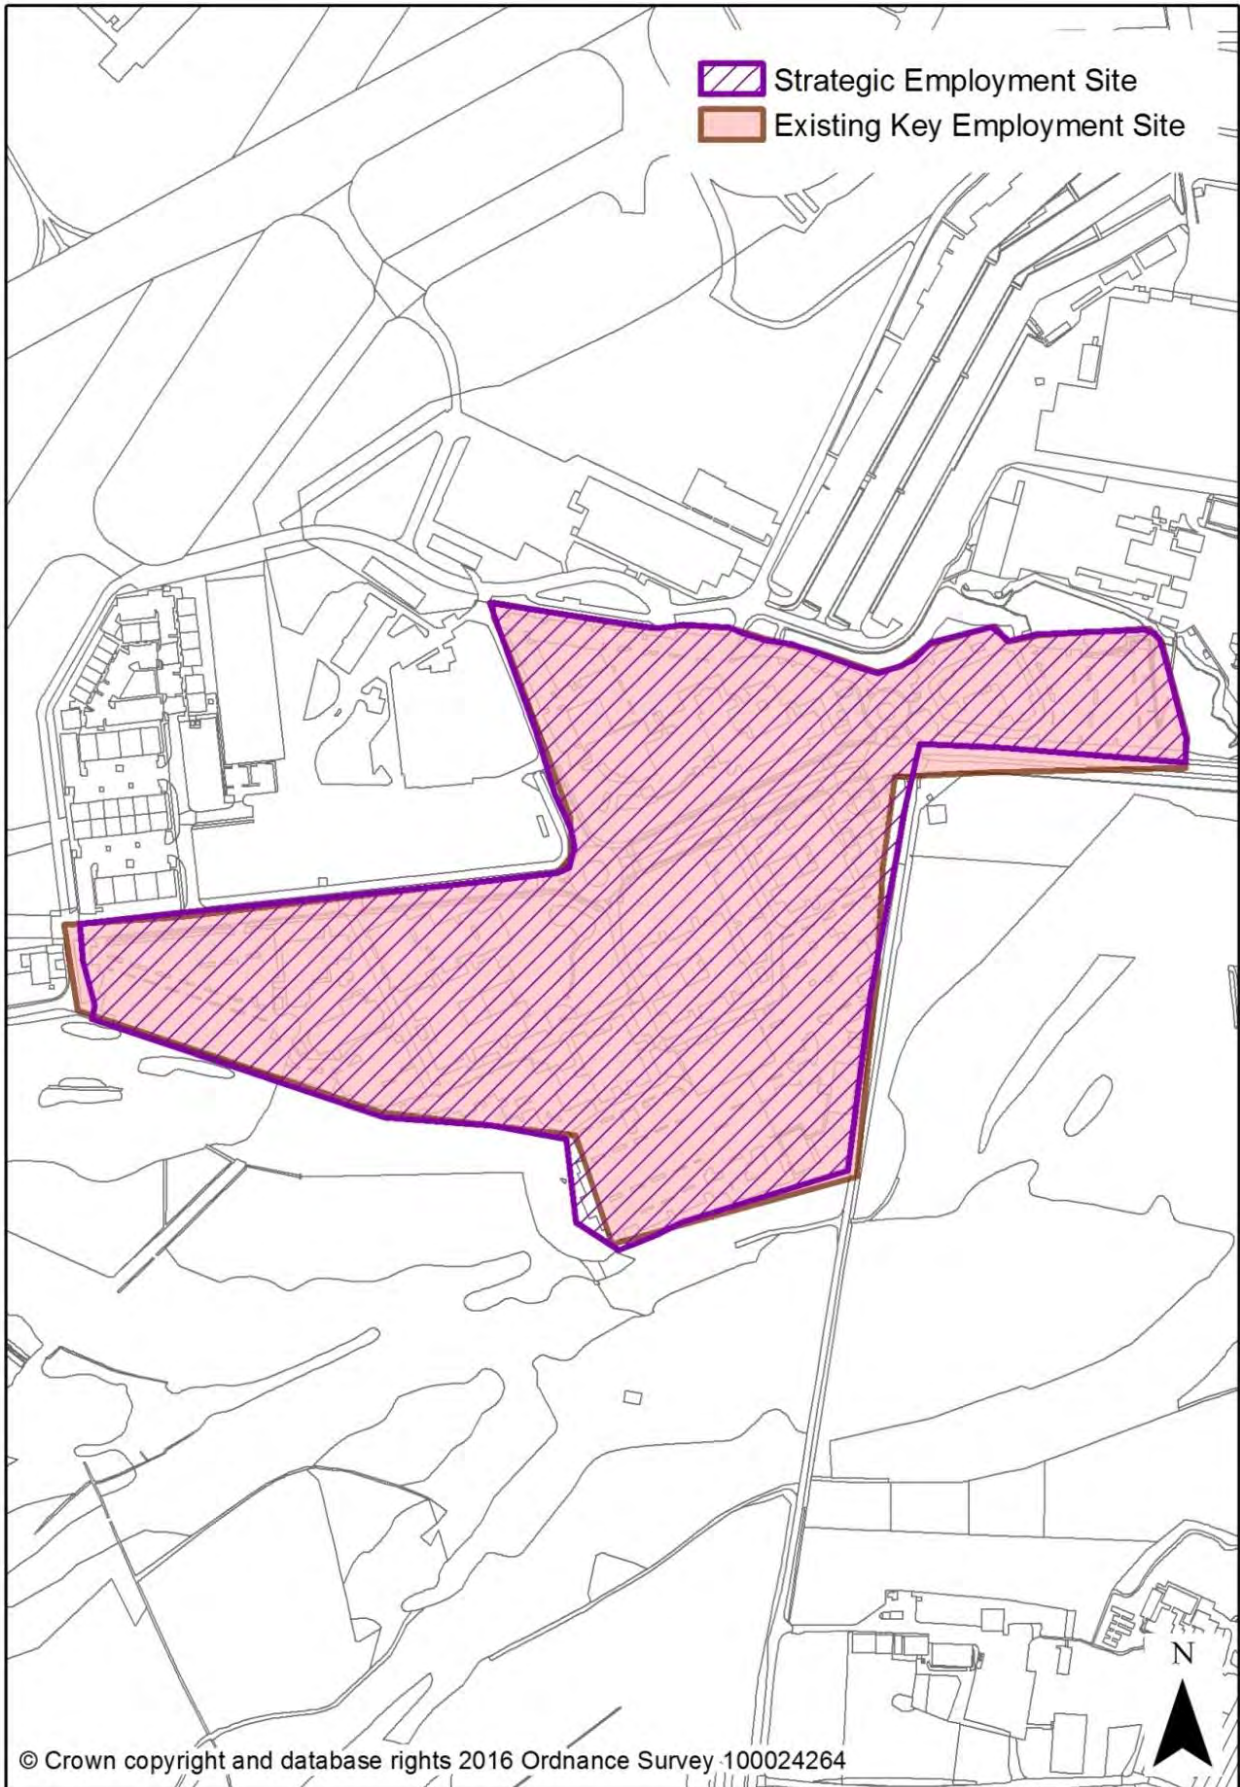 Strategic Employment Site
Existing Key Employment Site
N
© Crown copyright and database rights 2016 Ordnance Survey 100024264